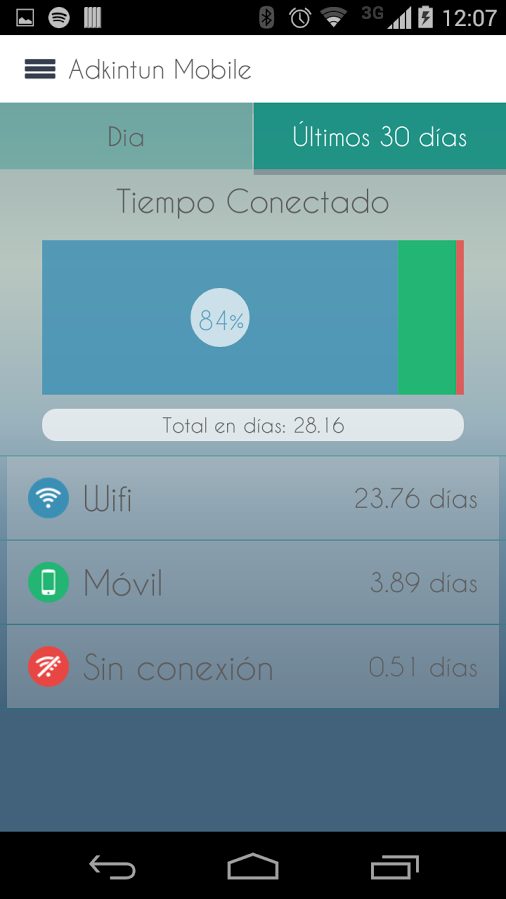 3G 12:07
Adkintun Mobile
Dia
Últimos 30 días
Tiempo Conectado
84%
Total en días: 28.16
Wifi 23.76 días
Móvil 3.89 días
Sin conexión 0.51 días